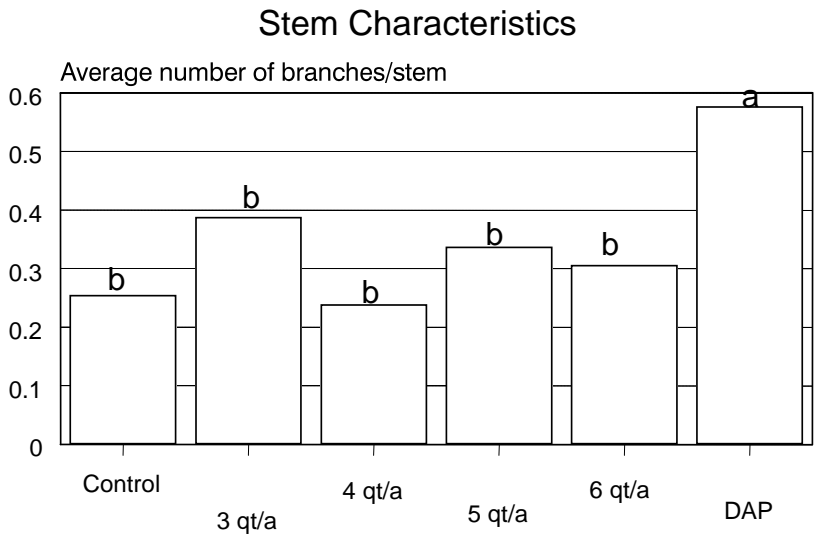 Stem Characteristics
Average number of branches/stem
0.6
0.5
0.4
0.3
0.2
0.1
0
b
b
b
b
b
a
Control
3 qt/a
4 qt/a
5 qt/a
6 qt/a
DAP